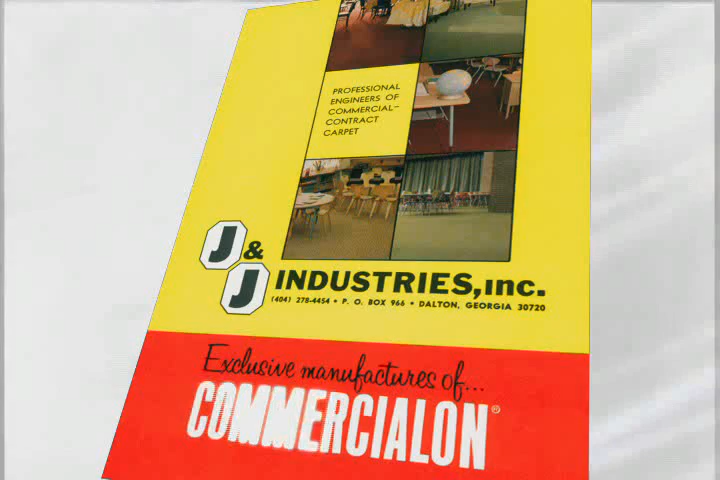 PROFESSIONAL
ENGINEERS OF
COMMERCIAL-
CONTRACT
CARPET
J & J INDUSTRIES, inc.
(404) 278-4454 • P. O. BOX 966 • DALTON, GEORGIA 30720
Exclusive manufactures of...
COMMERCIALON®